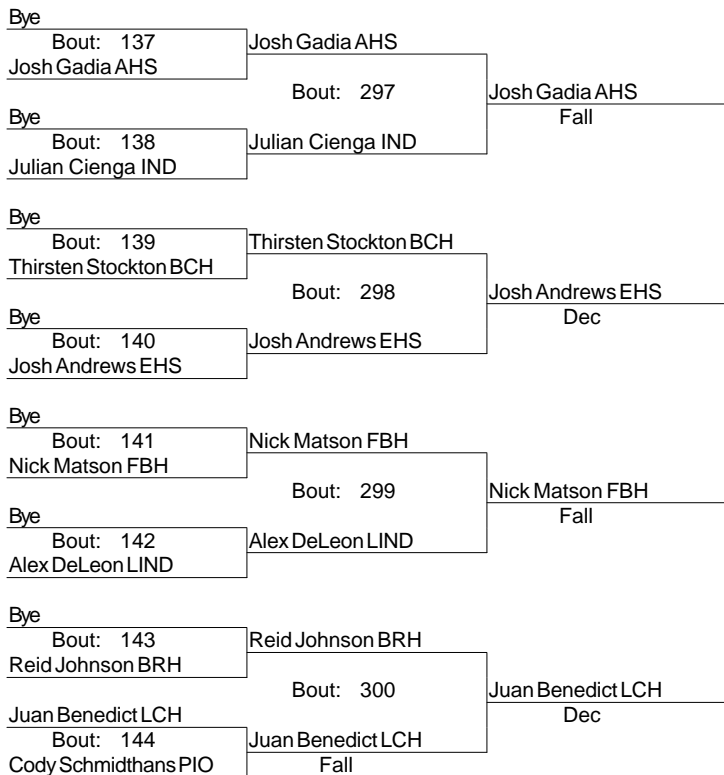 Bye
Bout: 137 Josh Gadia AHS
Josh Gadia AHS
Bout: 297 Josh Gadia AHS
Bye Fall
Bout: 138 Julian Cienga IND
Julian Cienga IND
Bye
Bout: 139 Thirsten Stockton BCH
Thirsten Stockton BCH
Bout: 298 Josh Andrews EHS
Bye Dec
Bout: 140 Josh Andrews EHS
Josh Andrews EHS
Bye
Bout: 141 Nick Matson FBH
Nick Matson FBH
Bout: 299 Nick Matson FBH
Bye Fall
Bout: 142 Alex DeLeon LIND
Alex DeLeon LIND
Bye
Bout: 143 Reid Johnson BRH
Reid Johnson BRH
Bout: 300 Juan Benedict LCH
Juan Benedict LCH Dec
Bout: 144 Juan Benedict LCH
Cody Schmidthans PIO Fall